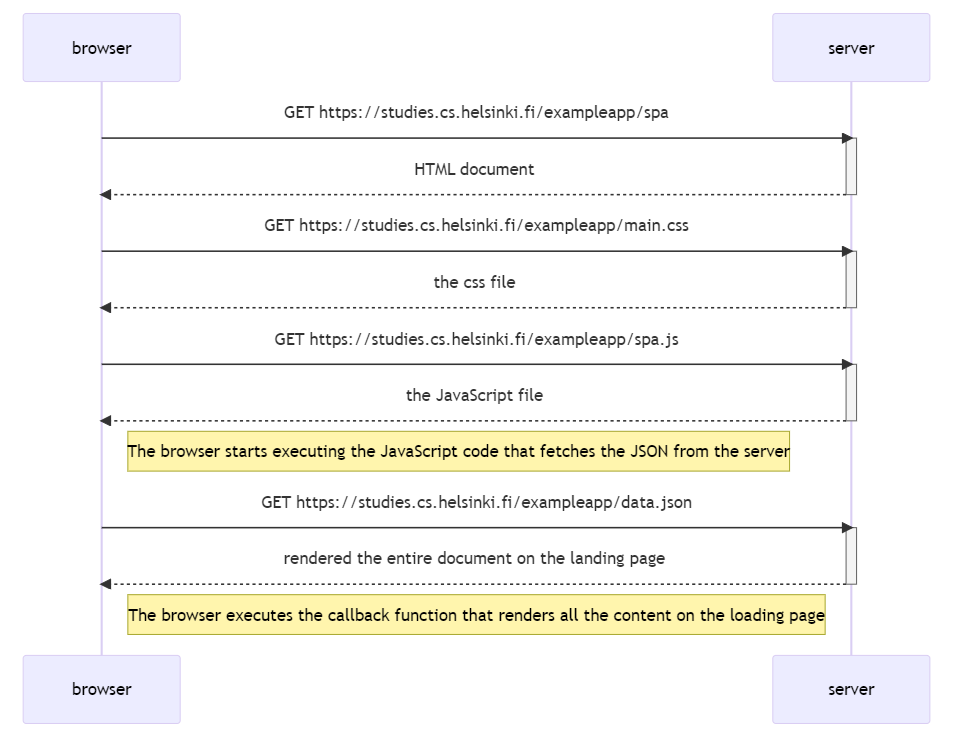 browser
server
GET https://studies.cs.helsinki.fi/exampleapp/spa
HTML document
GET https://studies.cs.helsinki.fi/exampleapp/main.css
the css file
GET https://studies.cs.helsinki.fi/exampleapp/spa.js
the JavaScript file
The browser starts executing the JavaScript code that fetches the JSON from the server
GET https://studies.cs.helsinki.fi/exampleapp/data.json
rendered the entire document on the landing page
The browser executes the callback function that renders all the content on the loading page
browser
server